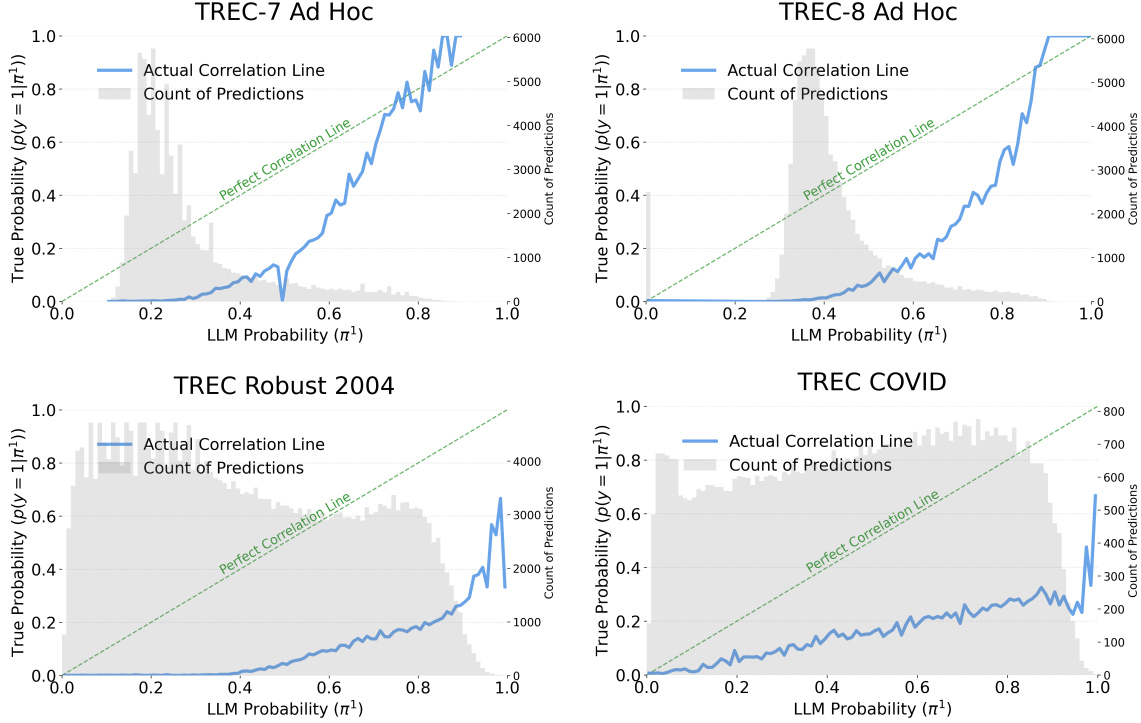 TREC-7 Ad Hoc
True Probability (p(y = 1|π¹))
1.0
0.8
0.6
0.4
0.2
0.0
Actual Correlation Line
Count of Predictions
Perfect Correlation Line
6000
5000
4000
3000
2000
1000
0
Count of Predictions
0.0 0.2 0.4 0.6 0.8 1.0
LLM Probability (π¹)
TREC-8 Ad Hoc
True Probability (p(y = 1|π¹))
1.0
0.8
0.6
0.4
0.2
0.0
Actual Correlation Line
Count of Predictions
Perfect Correlation Line
6000
5000
4000
3000
2000
1000
0
Count of Predictions
0.0 0.2 0.4 0.6 0.8 1.0
LLM Probability (π¹)
TREC Robust 2004
True Probability (p(y = 1|π¹))
1.0
0.8
0.6
0.4
0.2
0.0
Actual Correlation Line
Count of Predictions
Perfect Correlation Line
4000
3000
2000
1000
0
Count of Predictions
0.0 0.2 0.4 0.6 0.8 1.0
LLM Probability (π¹)
TREC COVID
True Probability (p(y = 1|π¹))
1.0
0.8
0.6
0.4
0.2
0.0
Actual Correlation Line
Count of Predictions
Perfect Correlation Line
800
700
600
500
400
300
200
100
0
Count of Predictions
0.0 0.2 0.4 0.6 0.8 1.0
LLM Probability (π¹)